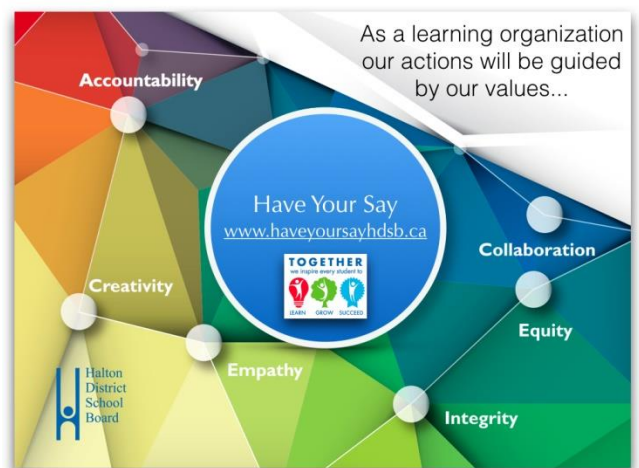 As a learning organization
our actions will be guided
by our values...
Accountability
Have Your Say
www.haveyoursayhdsb.ca
TOGETHER
we inspire every student to
LEARN GROW SUCCEED
Collaboration
Creativity
Equity
Empathy
Integrity
Halton
District
School
Board